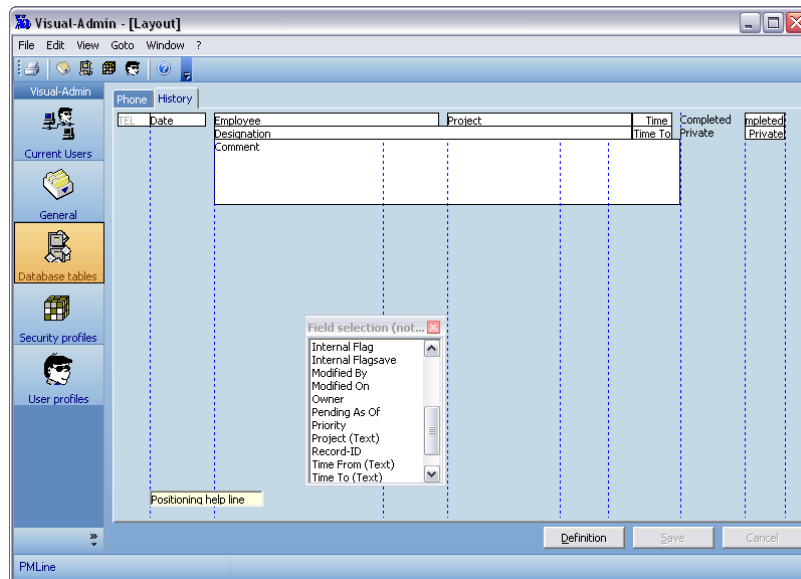 Visual-Admin - [Layout]
File Edit View Goto Window ?
Visual-Admin
Current Users
General
Database tables
Security profiles
User profiles
»
Phone History
TEL Date Employee Project Time Completed mpleted
Designation Time To Private Private
Comment
Field selection (not...
Internal Flag
Internal Flagsave
Modified By
Modified On
Owner
Pending As Of
Priority
Project (Text)
Record-ID
Time From (Text)
Time To (Text)
Positioning help line
Definition Save Cancel
PMLine